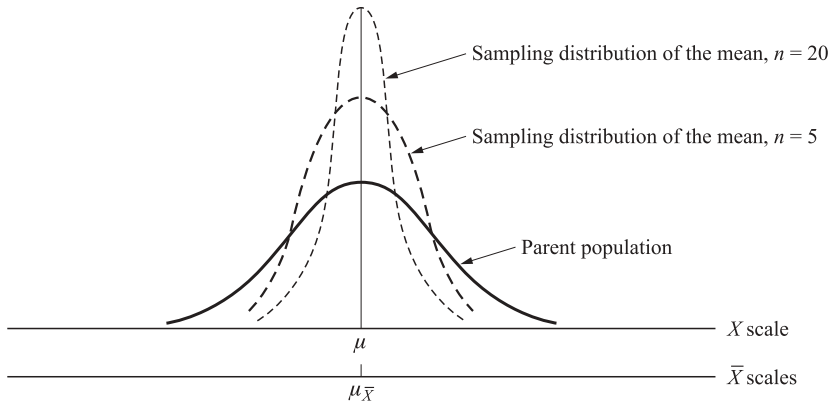 Sampling distribution of the mean, n = 20
Sampling distribution of the mean, n = 5
Parent population
X scale
μ
X̅ scales
μ_X̅